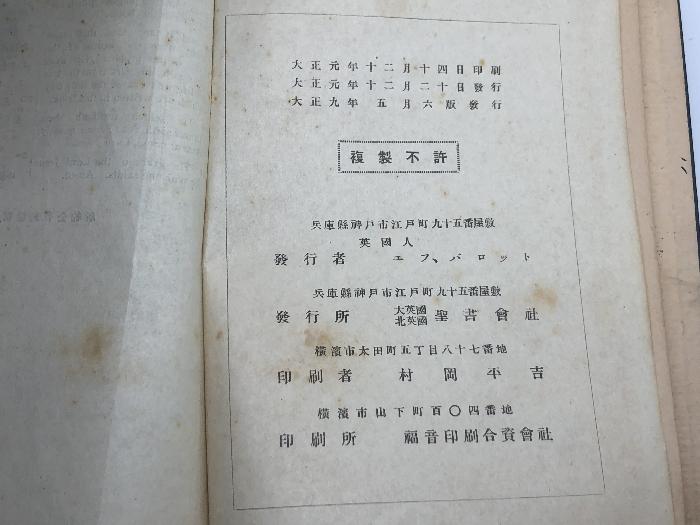 大正元年十二月十四日印刷
大正元年十二月二十日發行
大正九年五月六版發行
複製不許
兵庫縣神戸市江戸町九十五番屋敷
英國人
發行者 エフ、パロット
兵庫縣神戸市江戸町九十五番屋敷
發行所 大英國 北英國 聖書會社
横濱市太田町五丁目八十七番地
印刷者 村岡平吉
横濱市山下町百〇四番地
印刷所 福音印刷合資會社